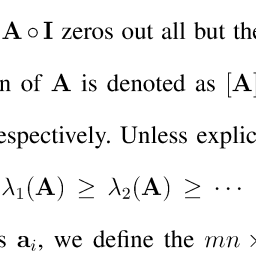 A ∘ I zeros out all but the
n of A is denoted as [A]
espectively. Unless explic
λ₁(A) ≥ λ₂(A) ≥ ⋯
s aᵢ, we define the mn ×